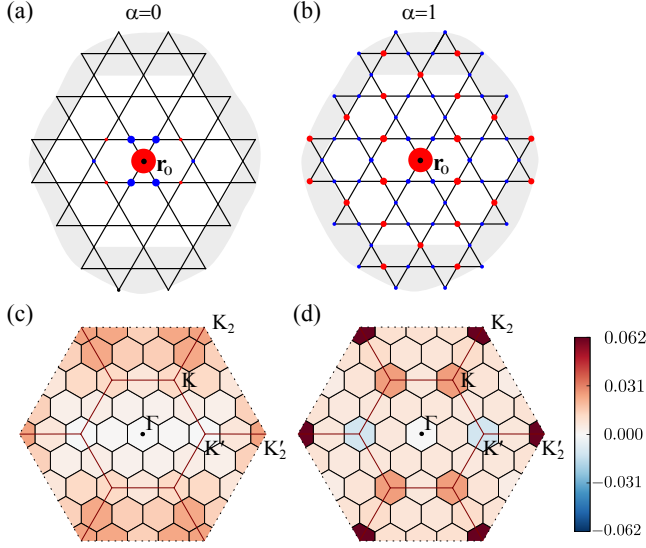 (a) α=0
(b) α=1
r₀
r₀
(c)
(d)
K₂
K₂
K
K
Γ
Γ
K′
K′
K′₂
K′₂
0.062
0.031
0.000
−0.031
−0.062